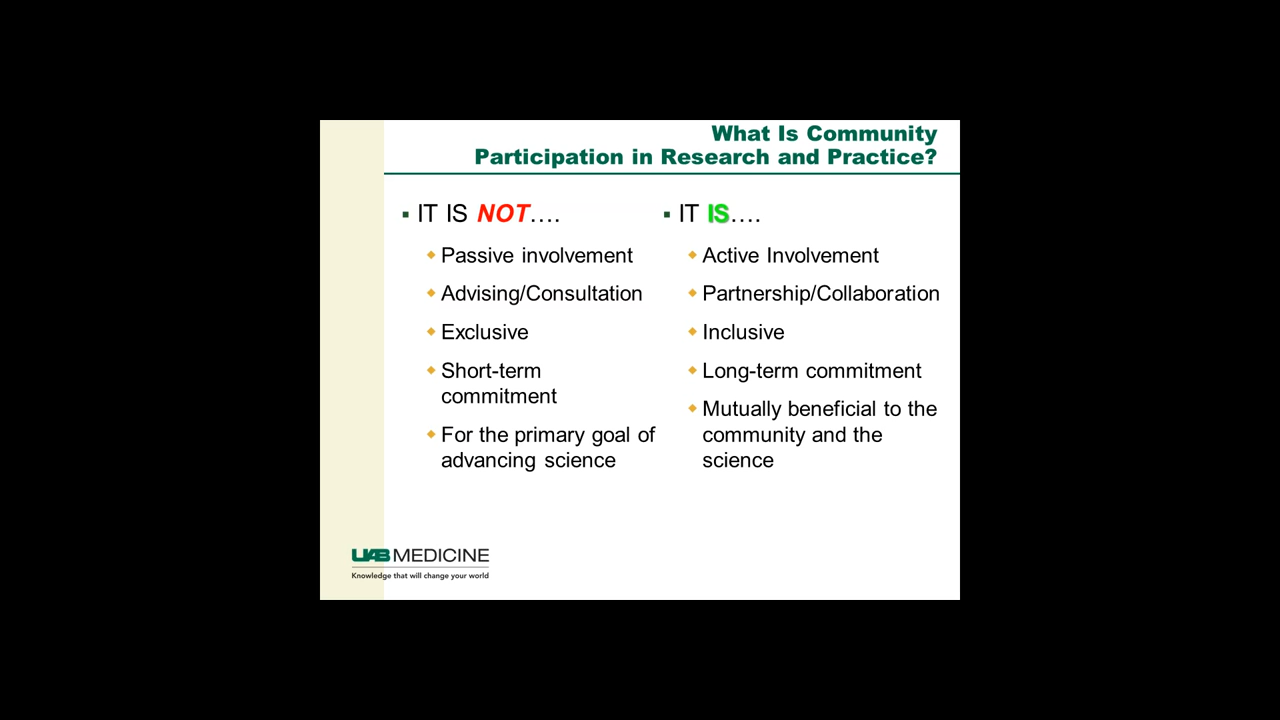 What Is Community
Participation in Research and Practice?
IT IS NOT….
Passive involvement
Advising/Consultation
Exclusive
Short-term
commitment
For the primary goal of
advancing science
IT IS….
Active Involvement
Partnership/Collaboration
Inclusive
Long-term commitment
Mutually beneficial to the
community and the
science
UAB MEDICINE
Knowledge that will change your world